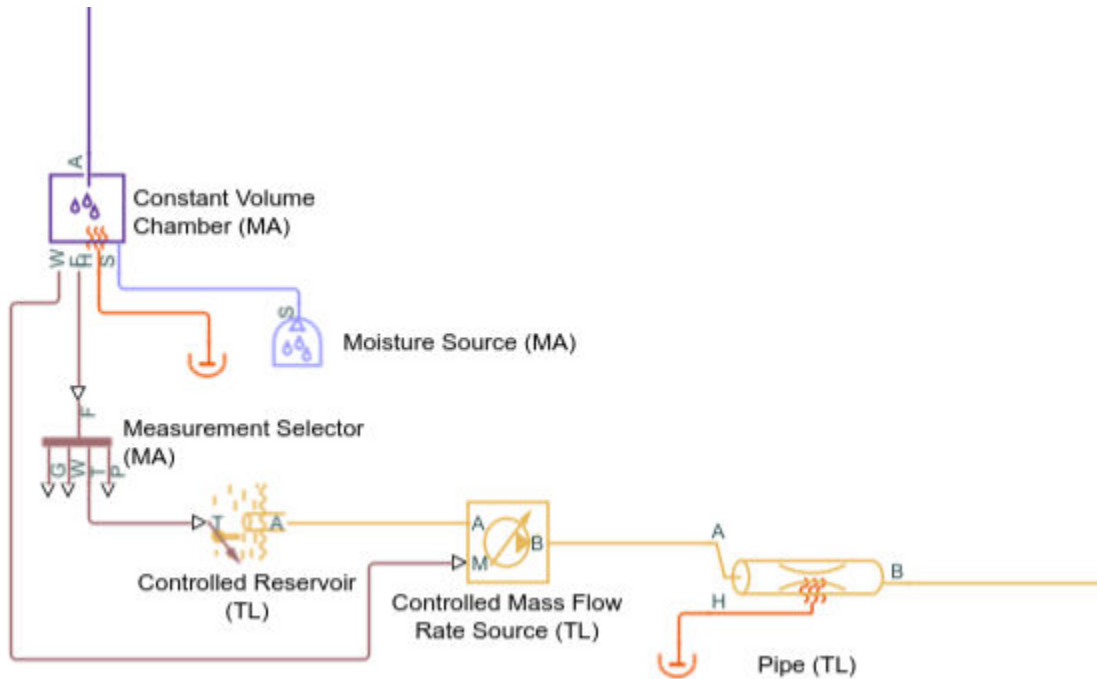 A
Constant Volume
Chamber (MA)
W
F
H
S
S
Moisture Source (MA)
F
Measurement Selector
(MA)
G
W
T
P
T
A
Controlled Reservoir
(TL)
A
B
M
Controlled Mass Flow
Rate Source (TL)
A
B
H
Pipe (TL)